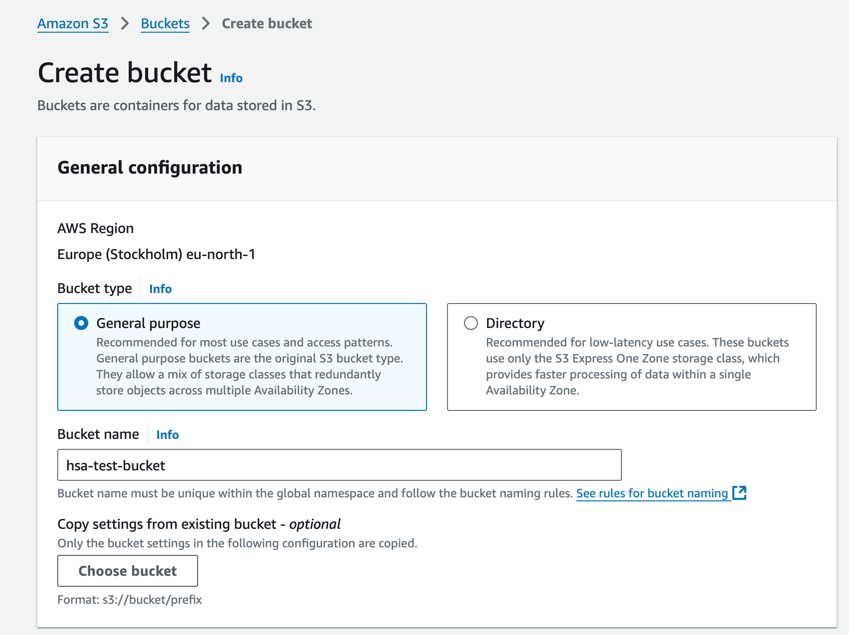 Amazon S3 > Buckets > Create bucket
Create bucket Info
Buckets are containers for data stored in S3.
General configuration
AWS Region
Europe (Stockholm) eu-north-1
Bucket type Info
General purpose
Recommended for most use cases and access patterns.
General purpose buckets are the original S3 bucket type.
They allow a mix of storage classes that redundantly
store objects across multiple Availability Zones.
Directory
Recommended for low-latency use cases. These buckets
use only the S3 Express One Zone storage class, which
provides faster processing of data within a single
Availability Zone.
Bucket name Info
hsa-test-bucket
Bucket name must be unique within the global namespace and follow the bucket naming rules. See rules for bucket naming
Copy settings from existing bucket - optional
Only the bucket settings in the following configuration are copied.
Choose bucket
Format: s3://bucket/prefix